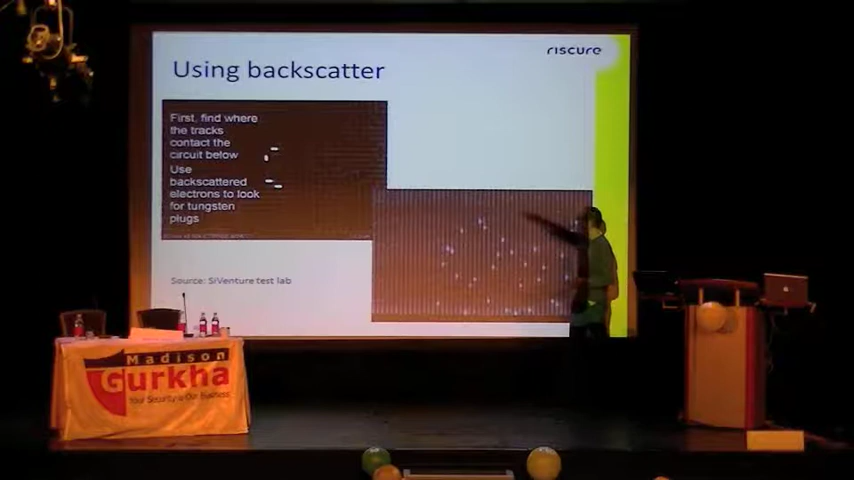 riscure
Using backscatter
First, find where
the tracks
contact the
circuit below
Use
backscattered
electrons to look
for tungsten
plugs
Source: SiVenture test lab
Madison
Gurkha
Your Security is Our Business